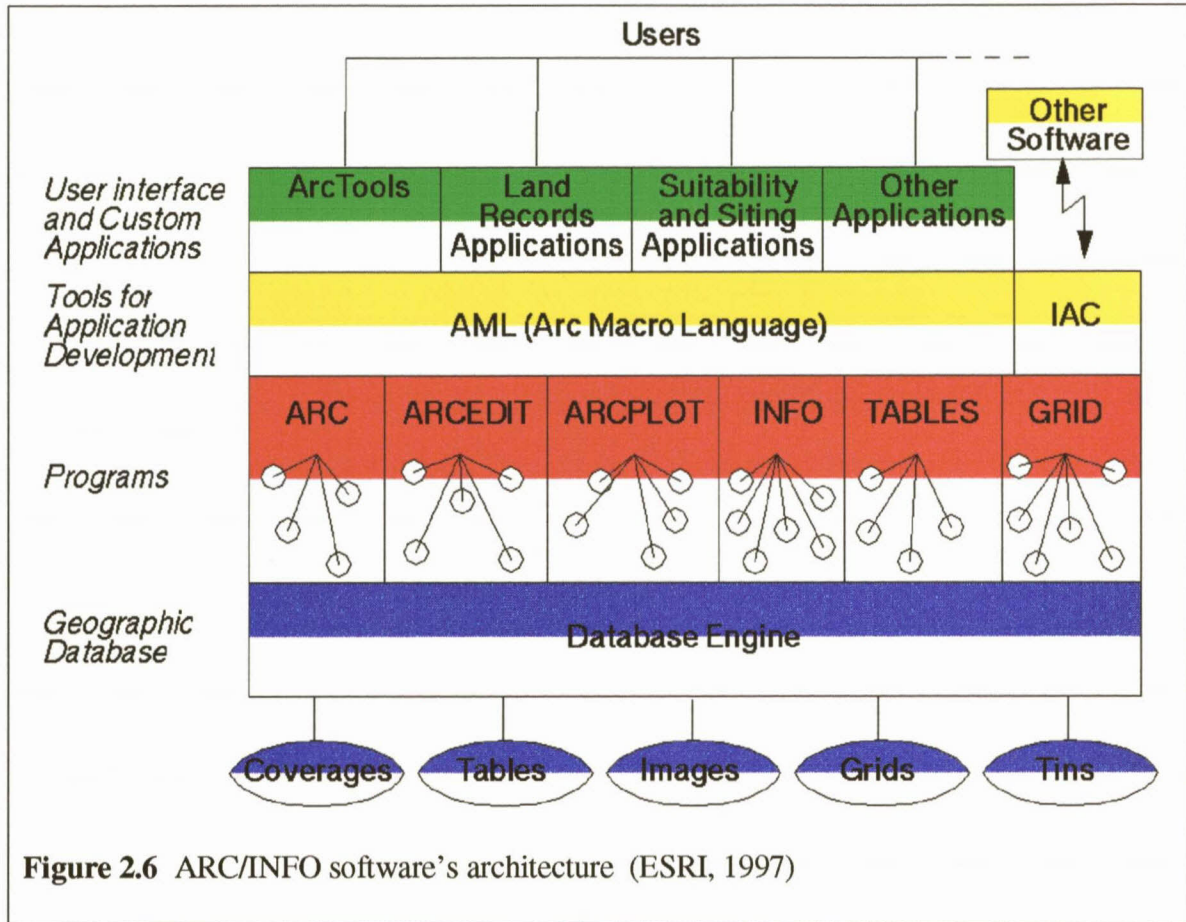 Users
Other
Software
User interface
and Custom
Applications
ArcTools
Land
Records
Applications
Suitability
and Siting
Applications
Other
Applications
Tools for
Application
Development
AML (Arc Macro Language)
IAC
Programs
ARC
ARCEDIT
ARCPLOT
INFO
TABLES
GRID
Geographic
Database
Database Engine
Coverages
Tables
Images
Grids
Tins
Figure 2.6 ARC/INFO software's architecture (ESRI, 1997)